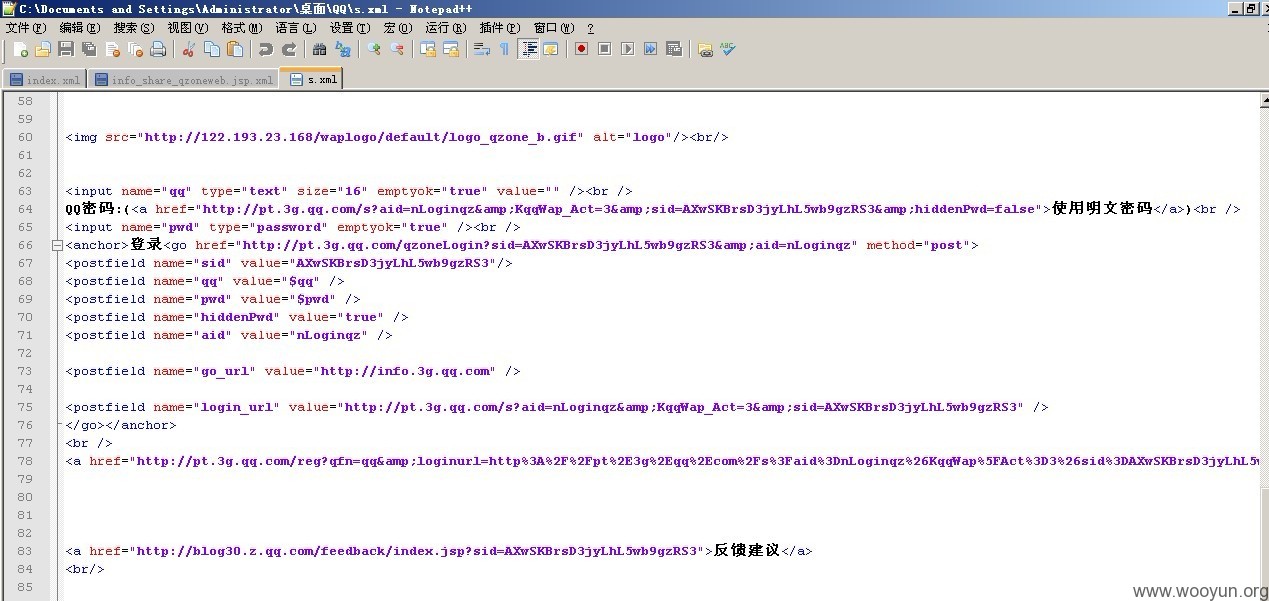 C:\Documents and Settings\Administrator\桌面\QQ\s.xml - Notepad++
文件(F) 编辑(E) 搜索(S) 视图(V) 格式(M) 语言(L) 设置(T) 宏(O) 运行(R) 插件(P) 窗口(W) ?
index.xml info_share_qzoneweb.jsp.xml s.xml
58
59
60 <img src="http://122.193.23.168/waplogo/default/logo_qzone_b.gif" alt="logo"/><br/>
61
62
63 <input name="qq" type="text" size="16" emptyok="true" value="" /><br />
64 QQ密码:(<a href="http://pt.3g.qq.com/s?aid=nLoginqz&amp;KqqWap_Act=3&amp;sid=AXwSKBrsD3jyLhL5wb9gzRS3&amp;hiddenPwd=false">使用明文密码</a>)<br />
65 <input name="pwd" type="password" emptyok="true" /><br />
66 <anchor>登录<go href="http://pt.3g.qq.com/qzoneLogin?sid=AXwSKBrsD3jyLhL5wb9gzRS3&amp;aid=nLoginqz" method="post">
67 <postfield name="sid" value="AXwSKBrsD3jyLhL5wb9gzRS3"/>
68 <postfield name="qq" value="$qq" />
69 <postfield name="pwd" value="$pwd" />
70 <postfield name="hiddenPwd" value="true" />
71 <postfield name="aid" value="nLoginqz" />
72
73 <postfield name="go_url" value="http://info.3g.qq.com" />
74
75 <postfield name="login_url" value="http://pt.3g.qq.com/s?aid=nLoginqz&amp;KqqWap_Act=3&amp;sid=AXwSKBrsD3jyLhL5wb9gzRS3" />
76 </go></anchor>
77 <br />
78 <a href="http://pt.3g.qq.com/reg?qfn=qq&amp;loginurl=http%3A%2F%2Fpt%2E3g%2Eqq%2Ecom%2Fs%3Faid%3DnLoginqz%26KqqWap%5FAct%3D3%26sid%3DAXwSKBrsD3jyLhL5w
79
80
81
82
83 <a href="http://blog30.z.qq.com/feedback/index.jsp?sid=AXwSKBrsD3jyLhL5wb9gzRS3">反馈建议</a>
84 <br/>
85
www.wooyun.org